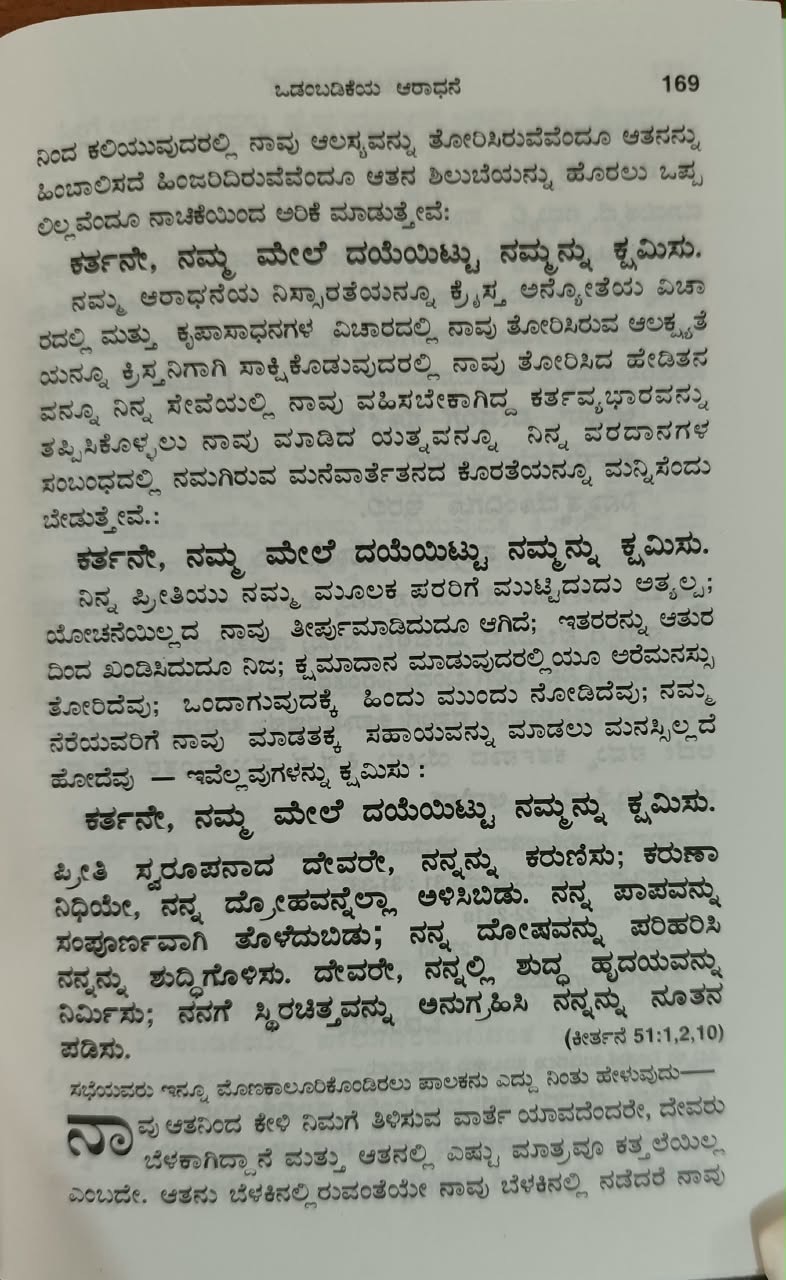 ಒಡಂಬಡಿಕೆಯ ಆರಾಧನೆ 169
ನಿಂದ ಕಲಿಯುವುದರಲ್ಲಿ ನಾವು ಆಲಸ್ಯವನ್ನು ತೋರಿಸಿರುವೆವೆಂದೂ ಆತನನ್ನು
ಹಿಂಬಾಲಿಸದೆ ಹಿಂಜರಿದಿರುವೆವೆಂದೂ ಆತನ ಶಿಲುಬೆಯನ್ನು ಹೊರಲು ಒಪ್ಪ
ಲಿಲ್ಲವೆಂದೂ ನಾಚಿಕೆಯಿಂದ ಅರಿಕೆ ಮಾಡುತ್ತೇವೆ:
ಕರ್ತನೇ, ನಮ್ಮ ಮೇಲೆ ದಯೆಯಿಟ್ಟು ನಮ್ಮನ್ನು ಕ್ಷಮಿಸು.
ನಮ್ಮ ಆರಾಧನೆಯ ನಿಸ್ಸಾರತೆಯನ್ನೂ ಕ್ರೈಸ್ತ ಅನ್ಯೋತೆಯ ವಿಚಾ
ರದಲ್ಲಿ ಮತ್ತು ಕೃಪಾಸಾಧನಗಳ ವಿಚಾರದಲ್ಲಿ ನಾವು ತೋರಿಸಿರುವ ಆಲಕ್ಷ್ಯತೆ
ಯನ್ನೂ ಕ್ರಿಸ್ತನಿಗಾಗಿ ಸಾಕ್ಷಿಕೊಡುವುದರಲ್ಲಿ ನಾವು ತೋರಿಸಿದ ಹೇಡಿತನ
ವನ್ನೂ ನಿನ್ನ ಸೇವೆಯಲ್ಲಿ ನಾವು ವಹಿಸಬೇಕಾಗಿದ್ದ ಕರ್ತವ್ಯಭಾರವನ್ನು
ತಪ್ಪಿಸಿಕೊಳ್ಳಲು ನಾವು ಮಾಡಿದ ಯತ್ನವನ್ನೂ ನಿನ್ನ ವರದಾನಗಳ
ಸಂಬಂಧದಲ್ಲಿ ನಮಗಿರುವ ಮನೆವಾರ್ತೆತನದ ಕೊರತೆಯನ್ನೂ ಮನ್ನಿಸೆಂದು
ಬೇಡುತ್ತೇವೆ.:
ಕರ್ತನೇ, ನಮ್ಮ ಮೇಲೆ ದಯೆಯಿಟ್ಟು ನಮ್ಮನ್ನು ಕ್ಷಮಿಸು.
ನಿನ್ನ ಪ್ರೀತಿಯು ನಮ್ಮ ಮೂಲಕ ಪರರಿಗೆ ಮುಟ್ಟಿದುದು ಅತ್ಯಲ್ಪ;
ಯೋಚನೆಯಿಲ್ಲದ ನಾವು ತೀರ್ಪುಮಾಡಿದುದೂ ಆಗಿದೆ; ಇತರರನ್ನು ಆತುರ
ದಿಂದ ಖಂಡಿಸಿದುದೂ ನಿಜ; ಕ್ಷಮಾದಾನ ಮಾಡುವುದರಲ್ಲಿಯೂ ಅರೆಮನಸ್ಸು
ತೋರಿದೆವು; ಒಂದಾಗುವುದಕ್ಕೆ ಹಿಂದು ಮುಂದು ನೋಡಿದೆವು; ನಮ್ಮ
ನೆರೆಯವರಿಗೆ ನಾವು ಮಾಡತಕ್ಕ ಸಹಾಯವನ್ನು ಮಾಡಲು ಮನಸ್ಸಿಲ್ಲದೆ
ಹೋದೆವು — ಇವೆಲ್ಲವುಗಳನ್ನು ಕ್ಷಮಿಸು :
ಕರ್ತನೇ, ನಮ್ಮ ಮೇಲೆ ದಯೆಯಿಟ್ಟು ನಮ್ಮನ್ನು ಕ್ಷಮಿಸು.
ಪ್ರೀತಿ ಸ್ವರೂಪನಾದ ದೇವರೇ, ನನ್ನನ್ನು ಕರುಣಿಸು; ಕರುಣಾ
ನಿಧಿಯೇ, ನನ್ನ ದ್ರೋಹವನ್ನೆಲ್ಲಾ ಅಳಿಸಿಬಿಡು. ನನ್ನ ಪಾಪವನ್ನು
ಸಂಪೂರ್ಣವಾಗಿ ತೊಳೆದುಬಿಡು; ನನ್ನ ದೋಷವನ್ನು ಪರಿಹರಿಸಿ
ನನ್ನನ್ನು ಶುದ್ಧಿಗೊಳಿಸು. ದೇವರೇ, ನನ್ನಲ್ಲಿ ಶುದ್ಧ ಹೃದಯವನ್ನು
ನಿರ್ಮಿಸು; ನನಗೆ ಸ್ಥಿರಚಿತ್ತವನ್ನು ಅನುಗ್ರಹಿಸಿ ನನ್ನನ್ನು ನೂತನ
ಪಡಿಸು. (ಕೀರ್ತನೆ 51:1,2,10)
ಸಭೆಯವರು ಇನ್ನೂ ಮೊಣಕಾಲೂರಿಕೊಂಡಿರಲು ಪಾಲಕನು ಎದ್ದು ನಿಂತು ಹೇಳುವುದು—
ನಾವು ಆತನಿಂದ ಕೇಳಿ ನಿಮಗೆ ತಿಳಿಸುವ ವಾರ್ತೆ ಯಾವದೆಂದರೇ, ದೇವರು
ಬೆಳಕಾಗಿದ್ದಾನೆ ಮತ್ತು ಆತನಲ್ಲಿ ಎಷ್ಟು ಮಾತ್ರವೂ ಕತ್ತಲೆಯಿಲ್ಲ
ಎಂಬದೇ. ಆತನು ಬೆಳಕಿನಲ್ಲಿರುವಂತೆಯೇ ನಾವು ಬೆಳಕಿನಲ್ಲಿ ನಡೆದರೆ ನಾವು